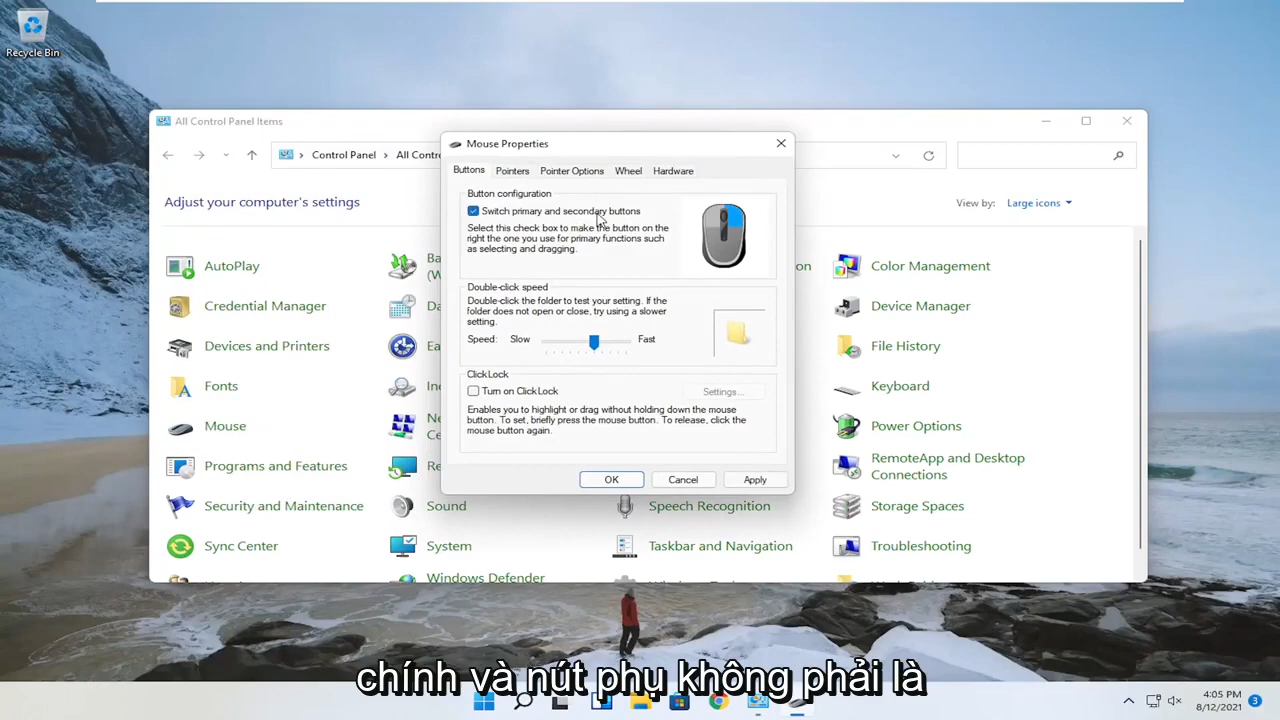 Recycle Bin
All Control Panel Items
Control Panel
All Contro
Adjust your computer's settings
View by:
Large icons
Mouse Properties
Buttons
Pointers
Pointer Options
Wheel
Hardware
Button configuration
Switch primary and secondary buttons
Select this check box to make the button on the
right the one you use for primary functions such
as selecting and dragging.
Double-click speed
Double-click the folder to test your setting. If the
folder does not open or close, try using a slower
setting.
Speed:
Slow
Fast
ClickLock
Turn on ClickLock
Settings...
Enables you to highlight or drag without holding down the mouse
button. To set, briefly press the mouse button. To release, click the
mouse button again.
OK
Cancel
Apply
AutoPlay
Color Management
Credential Manager
Device Manager
Devices and Printers
File History
Fonts
Keyboard
Mouse
Power Options
Programs and Features
RemoteApp and Desktop
Connections
Security and Maintenance
Sound
Speech Recognition
Storage Spaces
Sync Center
System
Taskbar and Navigation
Troubleshooting
Windows Defender
chính và nút phụ không phải là
4:05 PM
8/12/2021
3